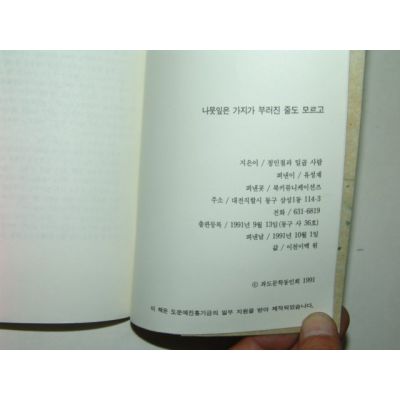 나뭇잎은 가지가 부러진 줄도 모르고
지은이 / 정민철과 일곱 사람
펴낸이 / 유정재
펴낸곳 / 북커뮤니케이션즈
주소 / 대전직할시 동구 삼성1동 114-3
전화 / 631-6819
출판등록 / 1991년 9월 13일(동구 사 36호)
펴낸날 / 1991년 10월 1일
값 / 이천이백 원
ⓒ 파도문학동인회 1991
이 책은 도문예진흥기금의 일부 지원을 받아 제작되었습니다.